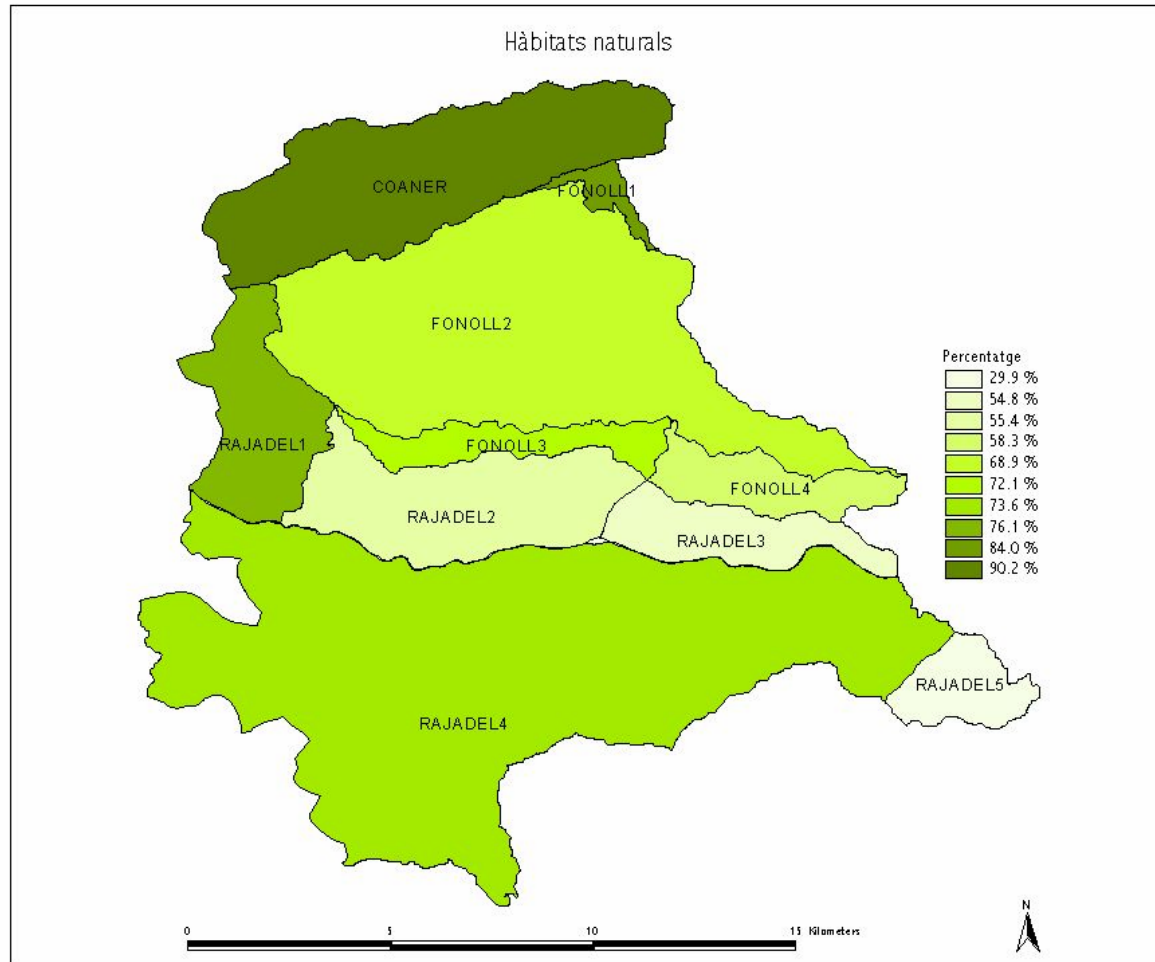 Hàbitats naturals
COANER
FONOLL1
FONOLL2
Percentatge
29.9 %
54.8 %
55.4 %
58.3 %
68.9 %
72.1 %
73.6 %
76.1 %
84.0 %
90.2 %
RAJADEL1
FONOLL3
FONOLL4
RAJADEL2
RAJADEL3
RAJADEL5
RAJADEL4
N
0 5 10 15 Kilometers